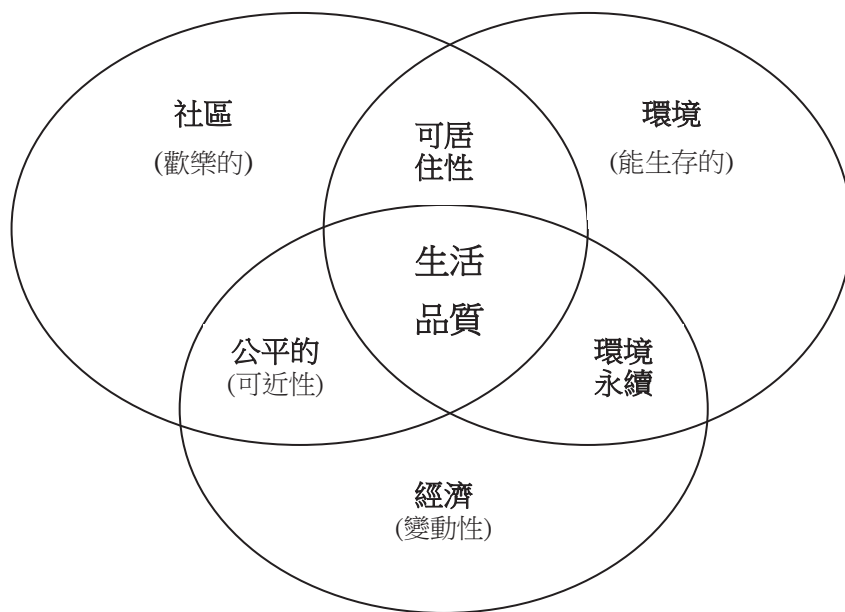 社區
(歡樂的)
可居
住性
環境
(能生存的)
生活
品質
公平的
(可近性)
環境
永續
經濟
(變動性)